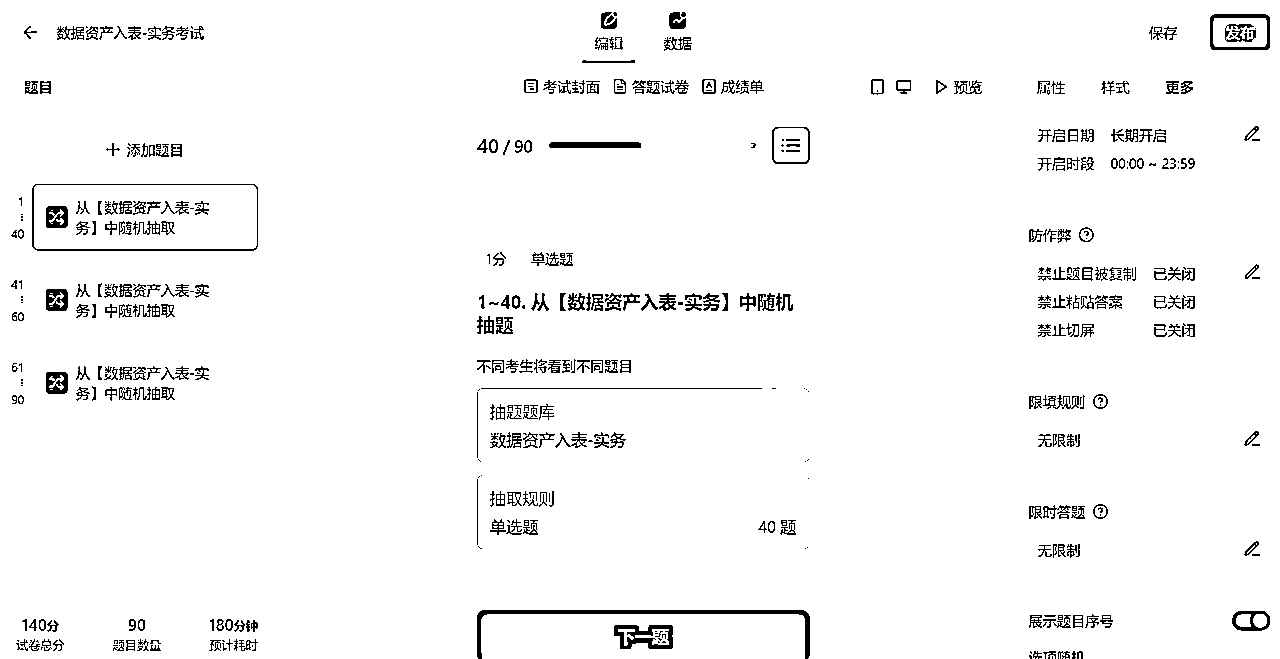 数据资产入表-实务考试
编辑
数据
保存
发布
题目
考试封面
答题试卷
成绩单
预览
属性
样式
更多
添加题目
1
40
从【数据资产入表-实
务】中随机抽取
41
60
从【数据资产入表-实
务】中随机抽取
61
90
从【数据资产入表-实
务】中随机抽取
140分
试卷总分
90
题目数量
180分钟
预计耗时
40 / 90
1分 单选题
1~40. 从【数据资产入表-实务】中随机
抽题
不同考生将看到不同题目
抽题题库
数据资产入表-实务
抽取规则
单选题 40 题
下一题
开启日期 长期开启
开启时段 00:00 ~ 23:59
防作弊
禁止题目被复制 已关闭
禁止粘贴答案 已关闭
禁止切屏 已关闭
限填规则
无限制
限时答题
无限制
展示题目序号
选项随机